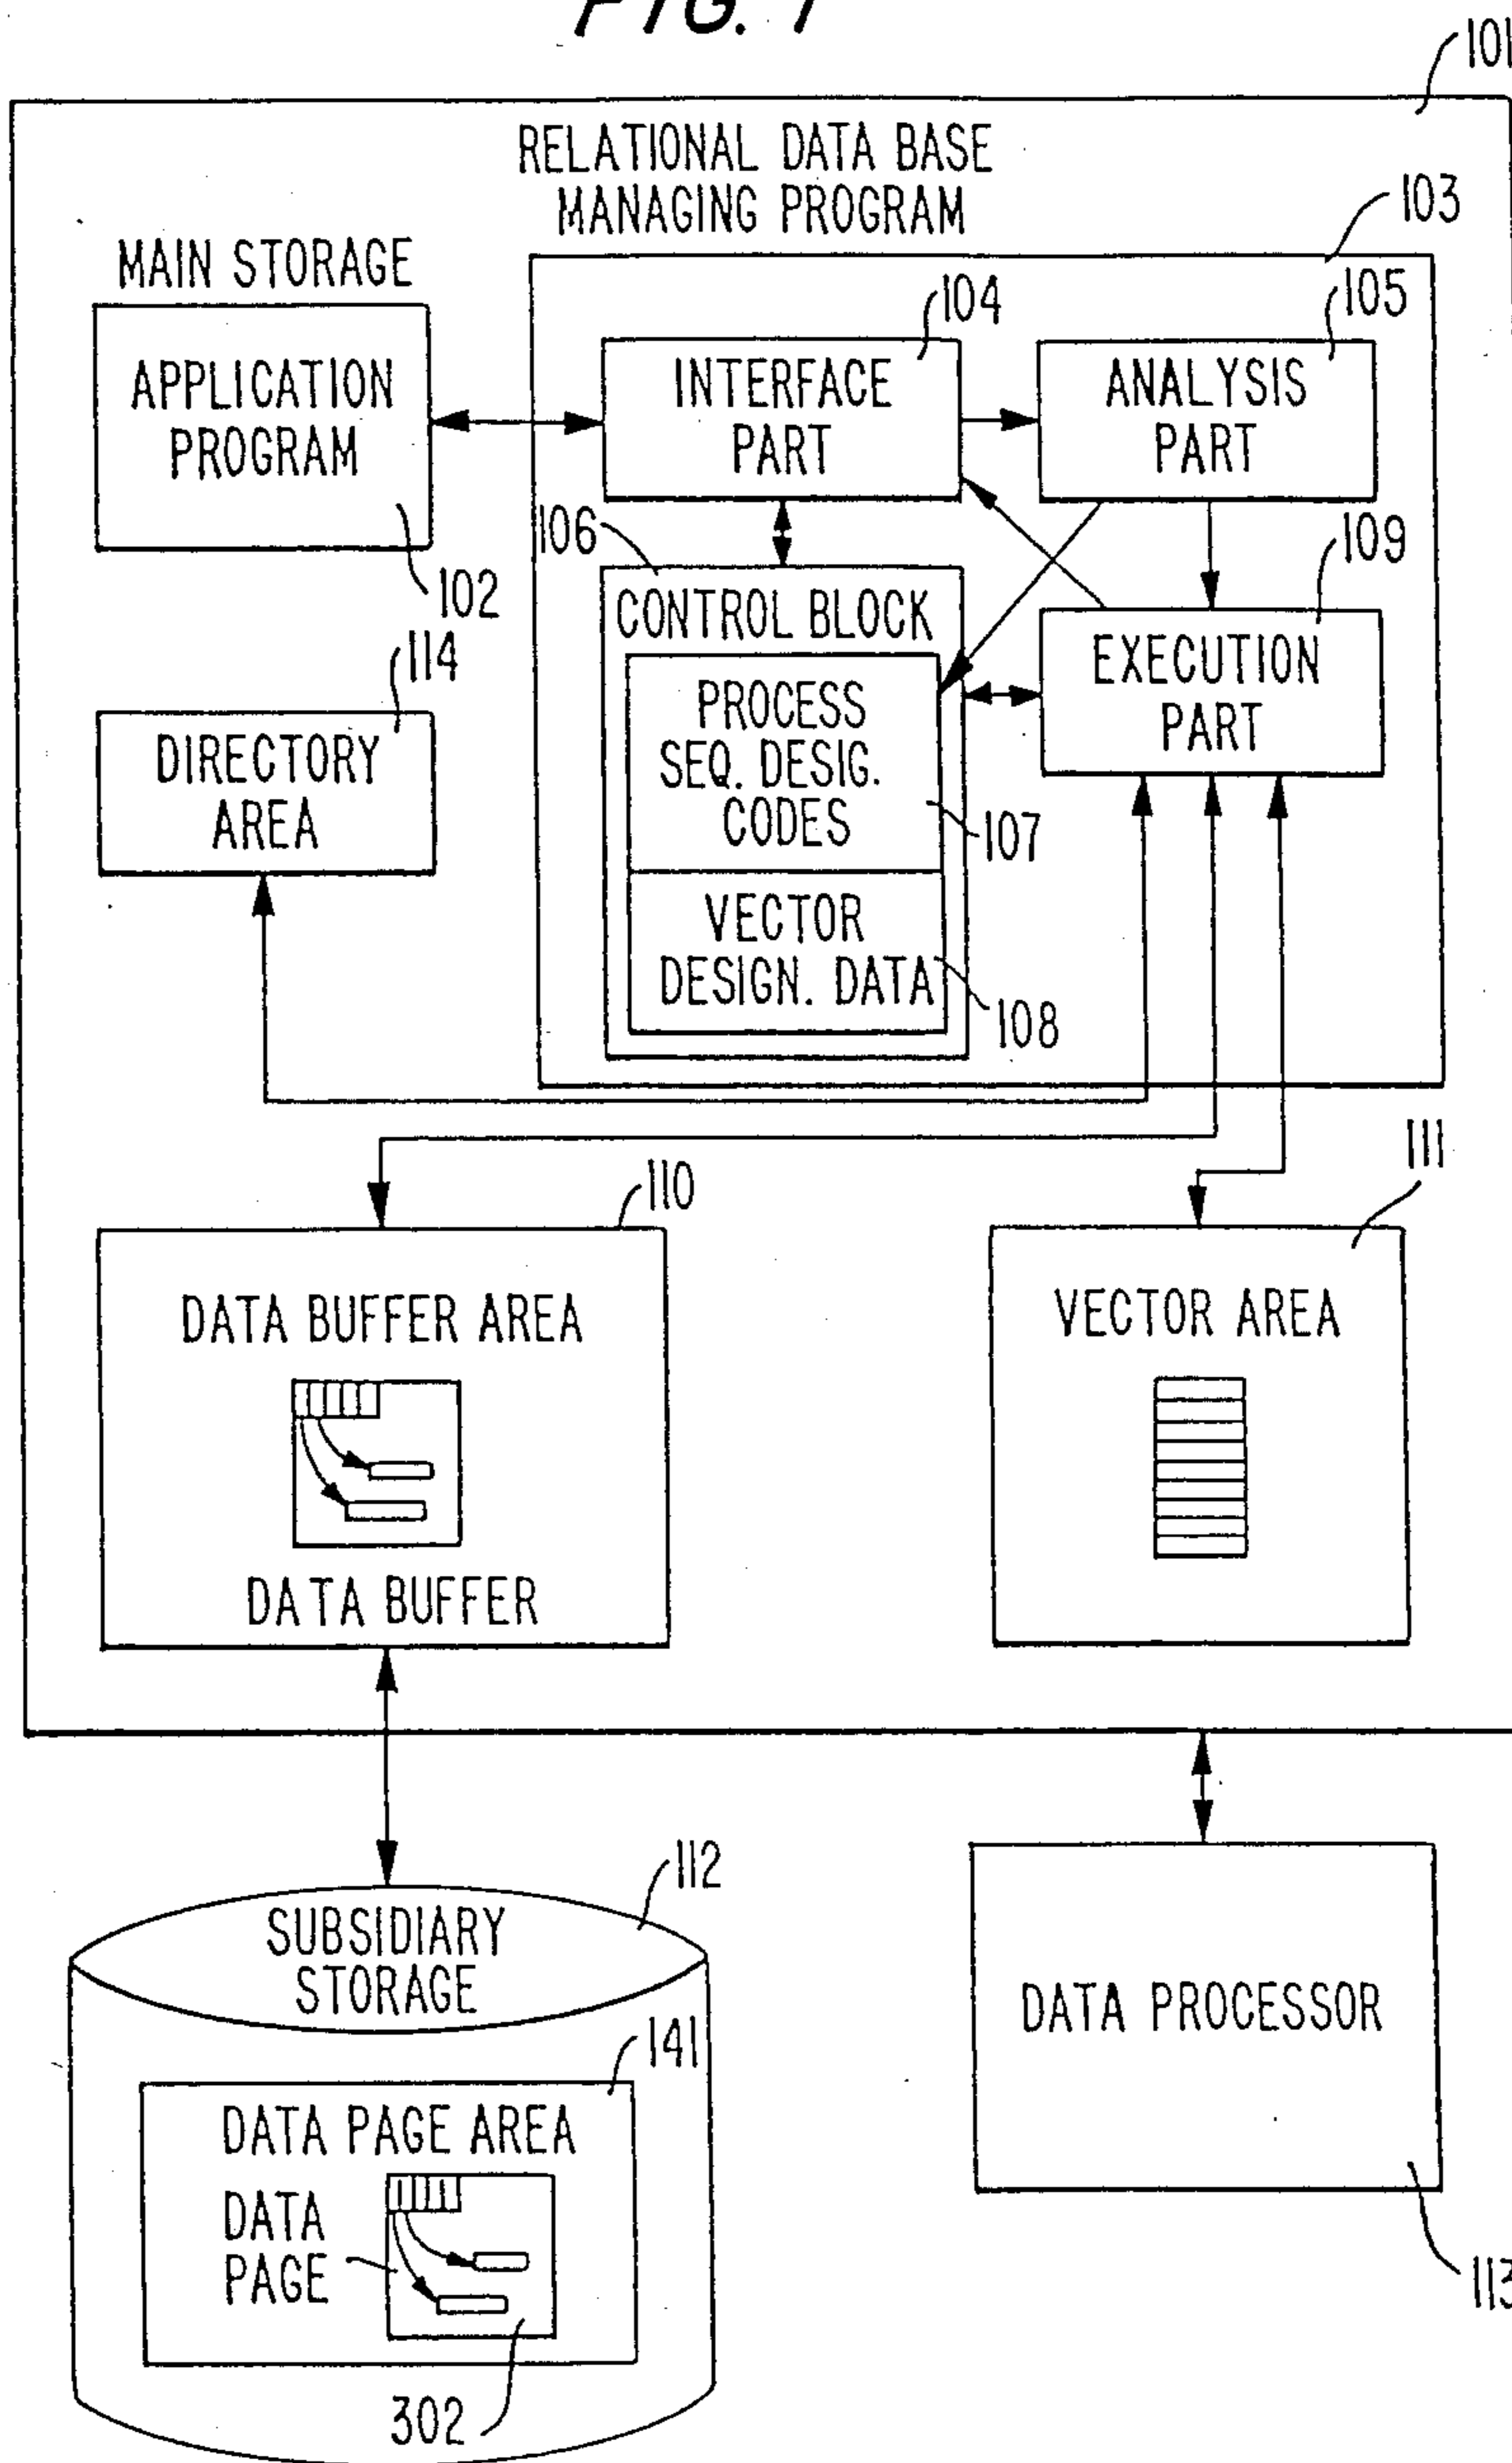 FIG. 1
101
RELATIONAL DATA BASE
MANAGING PROGRAM
103
MAIN STORAGE
104
105
APPLICATION
PROGRAM
INTERFACE
PART
ANALYSIS
PART
102
106
109
CONTROL BLOCK
EXECUTION
PART
114
DIRECTORY
AREA
PROCESS
SEQ. DESIG.
CODES
107
VECTOR
DESIGN. DATA
108
110
111
DATA BUFFER AREA
VECTOR AREA
DATA BUFFER
112
SUBSIDIARY
STORAGE
DATA PROCESSOR
141
DATA PAGE AREA
DATA
PAGE
113
302